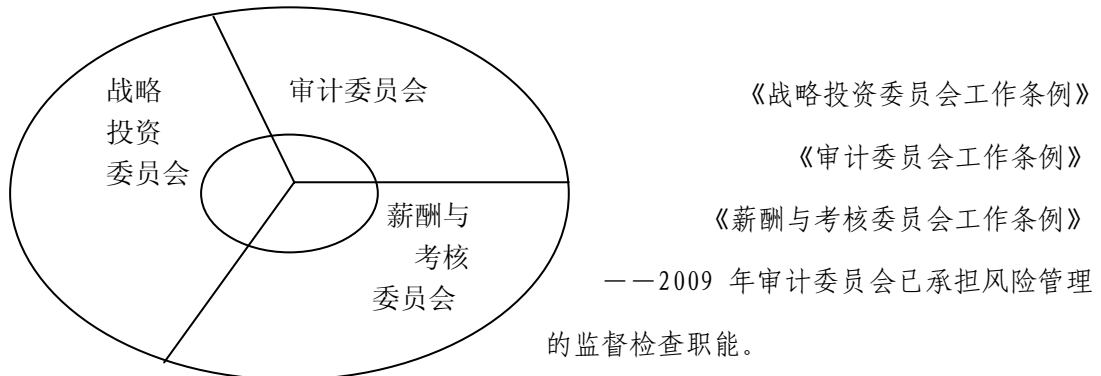 战略
投资
委员会
审计委员会
薪酬与
考核
委员会
《战略投资委员会工作条例》
《审计委员会工作条例》
《薪酬与考核委员会工作条例》
——2009 年审计委员会已承担风险管理
的监督检查职能。